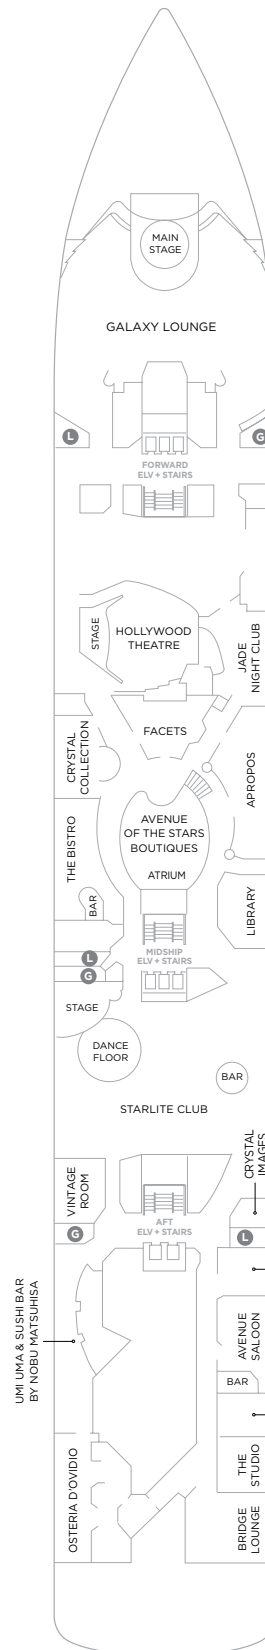 MAIN
STAGE
GALAXY LOUNGE
L
G
FORWARD
ELV + STAIRS
STAGE
HOLLYWOOD
THEATRE
JADE
NIGHT CLUB
FACETS
CRYSTAL
COLLECTION
APROPOS
AVENUE
OF THE STARS
BOUTIQUES
ATRIUM
THE BISTRO
BAR
LIBRARY
MIDSHIP
ELV + STAIRS
L
G
STAGE
DANCE
FLOOR
BAR
STARLITE CLUB
CRYSTAL
IMAGES
VINTAGE
ROOM
G
AFT
ELV + STAIRS
L
UMI UMA & SUSHI BAR
BY NOBU MATSUHISA
AVENUE
SALOON
BAR
OSTERIA D'OVIDIO
THE
STUDIO
BRIDGE
LOUNGE